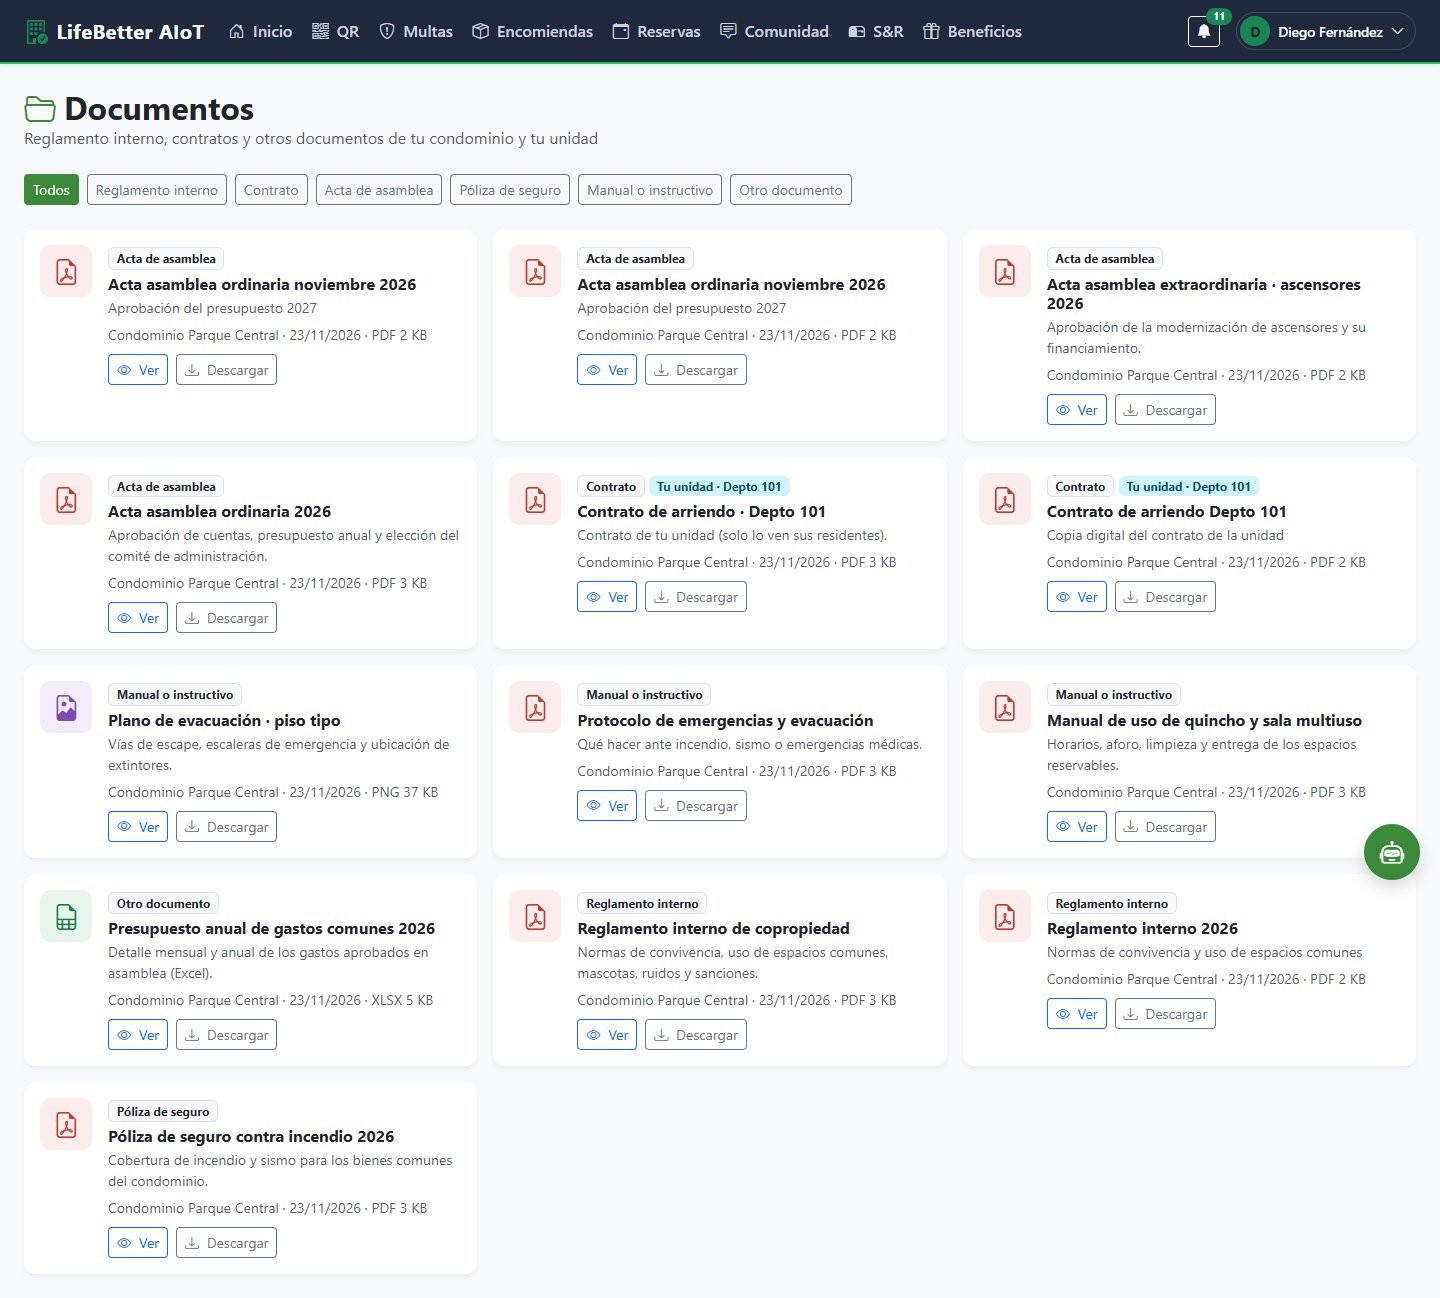 LifeBetter AIoT
Inicio
QR
Multas
Encomiendas
Reservas
Comunidad
S&R
Beneficios
11
D
Diego Fernández
Documentos
Reglamento interno, contratos y otros documentos de tu condominio y tu unidad
Todos
Reglamento interno
Contrato
Acta de asamblea
Póliza de seguro
Manual o instructivo
Otro documento
Acta de asamblea
Acta asamblea ordinaria noviembre 2026
Aprobación del presupuesto 2027
Condominio Parque Central · 23/11/2026 · PDF 2 KB
Ver
Descargar
Acta de asamblea
Acta asamblea ordinaria noviembre 2026
Aprobación del presupuesto 2027
Condominio Parque Central · 23/11/2026 · PDF 2 KB
Ver
Descargar
Acta de asamblea
Acta asamblea extraordinaria · ascensores
2026
Aprobación de la modernización de ascensores y su
financiamiento.
Condominio Parque Central · 23/11/2026 · PDF 2 KB
Ver
Descargar
Acta de asamblea
Acta asamblea ordinaria 2026
Aprobación de cuentas, presupuesto anual y elección del
comité de administración.
Condominio Parque Central · 23/11/2026 · PDF 3 KB
Ver
Descargar
Contrato
Tu unidad · Depto 101
Contrato de arriendo · Depto 101
Contrato de tu unidad (solo lo ven sus residentes).
Condominio Parque Central · 23/11/2026 · PDF 3 KB
Ver
Descargar
Contrato
Tu unidad · Depto 101
Contrato de arriendo Depto 101
Copia digital del contrato de la unidad
Condominio Parque Central · 23/11/2026 · PDF 2 KB
Ver
Descargar
Manual o instructivo
Plano de evacuación · piso tipo
Vías de escape, escaleras de emergencia y ubicación de
extintores.
Condominio Parque Central · 23/11/2026 · PNG 37 KB
Ver
Descargar
Manual o instructivo
Protocolo de emergencias y evacuación
Qué hacer ante incendio, sismo o emergencias médicas.
Condominio Parque Central · 23/11/2026 · PDF 3 KB
Ver
Descargar
Manual o instructivo
Manual de uso de quincho y sala multiuso
Horarios, aforo, limpieza y entrega de los espacios
reservables.
Condominio Parque Central · 23/11/2026 · PDF 3 KB
Ver
Descargar
Otro documento
Presupuesto anual de gastos comunes 2026
Detalle mensual y anual de los gastos aprobados en
asamblea (Excel).
Condominio Parque Central · 23/11/2026 · XLSX 5 KB
Ver
Descargar
Reglamento interno
Reglamento interno de copropiedad
Normas de convivencia, uso de espacios comunes,
mascotas, ruidos y sanciones.
Condominio Parque Central · 23/11/2026 · PDF 3 KB
Ver
Descargar
Reglamento interno
Reglamento interno 2026
Normas de convivencia y uso de espacios comunes
Condominio Parque Central · 23/11/2026 · PDF 2 KB
Ver
Descargar
Póliza de seguro
Póliza de seguro contra incendio 2026
Cobertura de incendio y sismo para los bienes comunes
del condominio.
Condominio Parque Central · 23/11/2026 · PDF 3 KB
Ver
Descargar